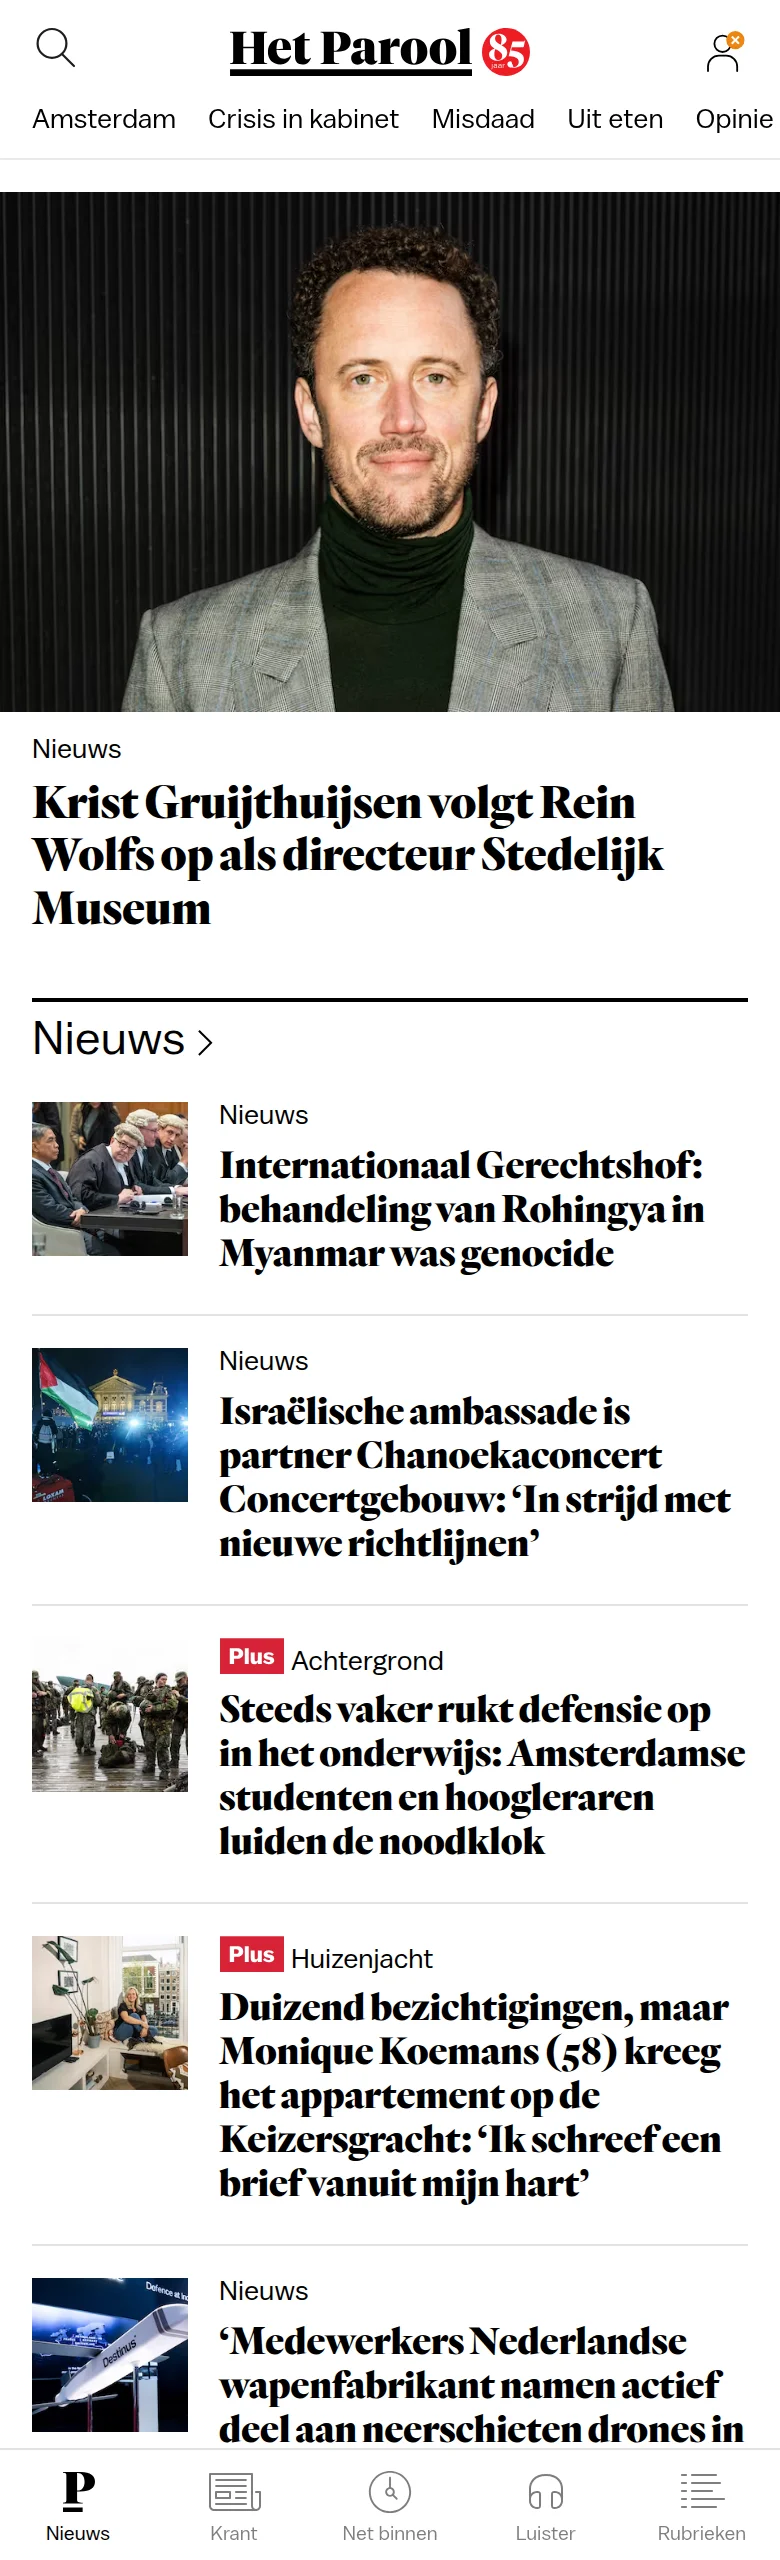 Het Parool 85 jaar
Amsterdam Crisis in kabinet Misdaad Uit eten Opinie
Nieuws
Krist Gruijthuijsen volgt Rein
Wolfs op als directeur Stedelijk
Museum
Nieuws
Nieuws
Internationaal Gerechtshof:
behandeling van Rohingya in
Myanmar was genocide
Nieuws
Israëlische ambassade is
partner Chanoekaconcert
Concertgebouw: ‘In strijd met
nieuwe richtlijnen’
LOXAM
Plus Achtergrond
Steeds vaker rukt defensie op
in het onderwijs: Amsterdamse
studenten en hoogleraren
luiden de noodklok
Plus Huizenjacht
Duizend bezichtigingen, maar
Monique Koemans (58) kreeg
het appartement op de
Keizersgracht: ‘Ik schreef een
brief vanuit mijn hart’
Defence at
Destinus
Nieuws
‘Medewerkers Nederlandse
wapenfabrikant namen actief
deel aan neerschieten drones in
P
Nieuws Krant Net binnen Luister Rubrieken